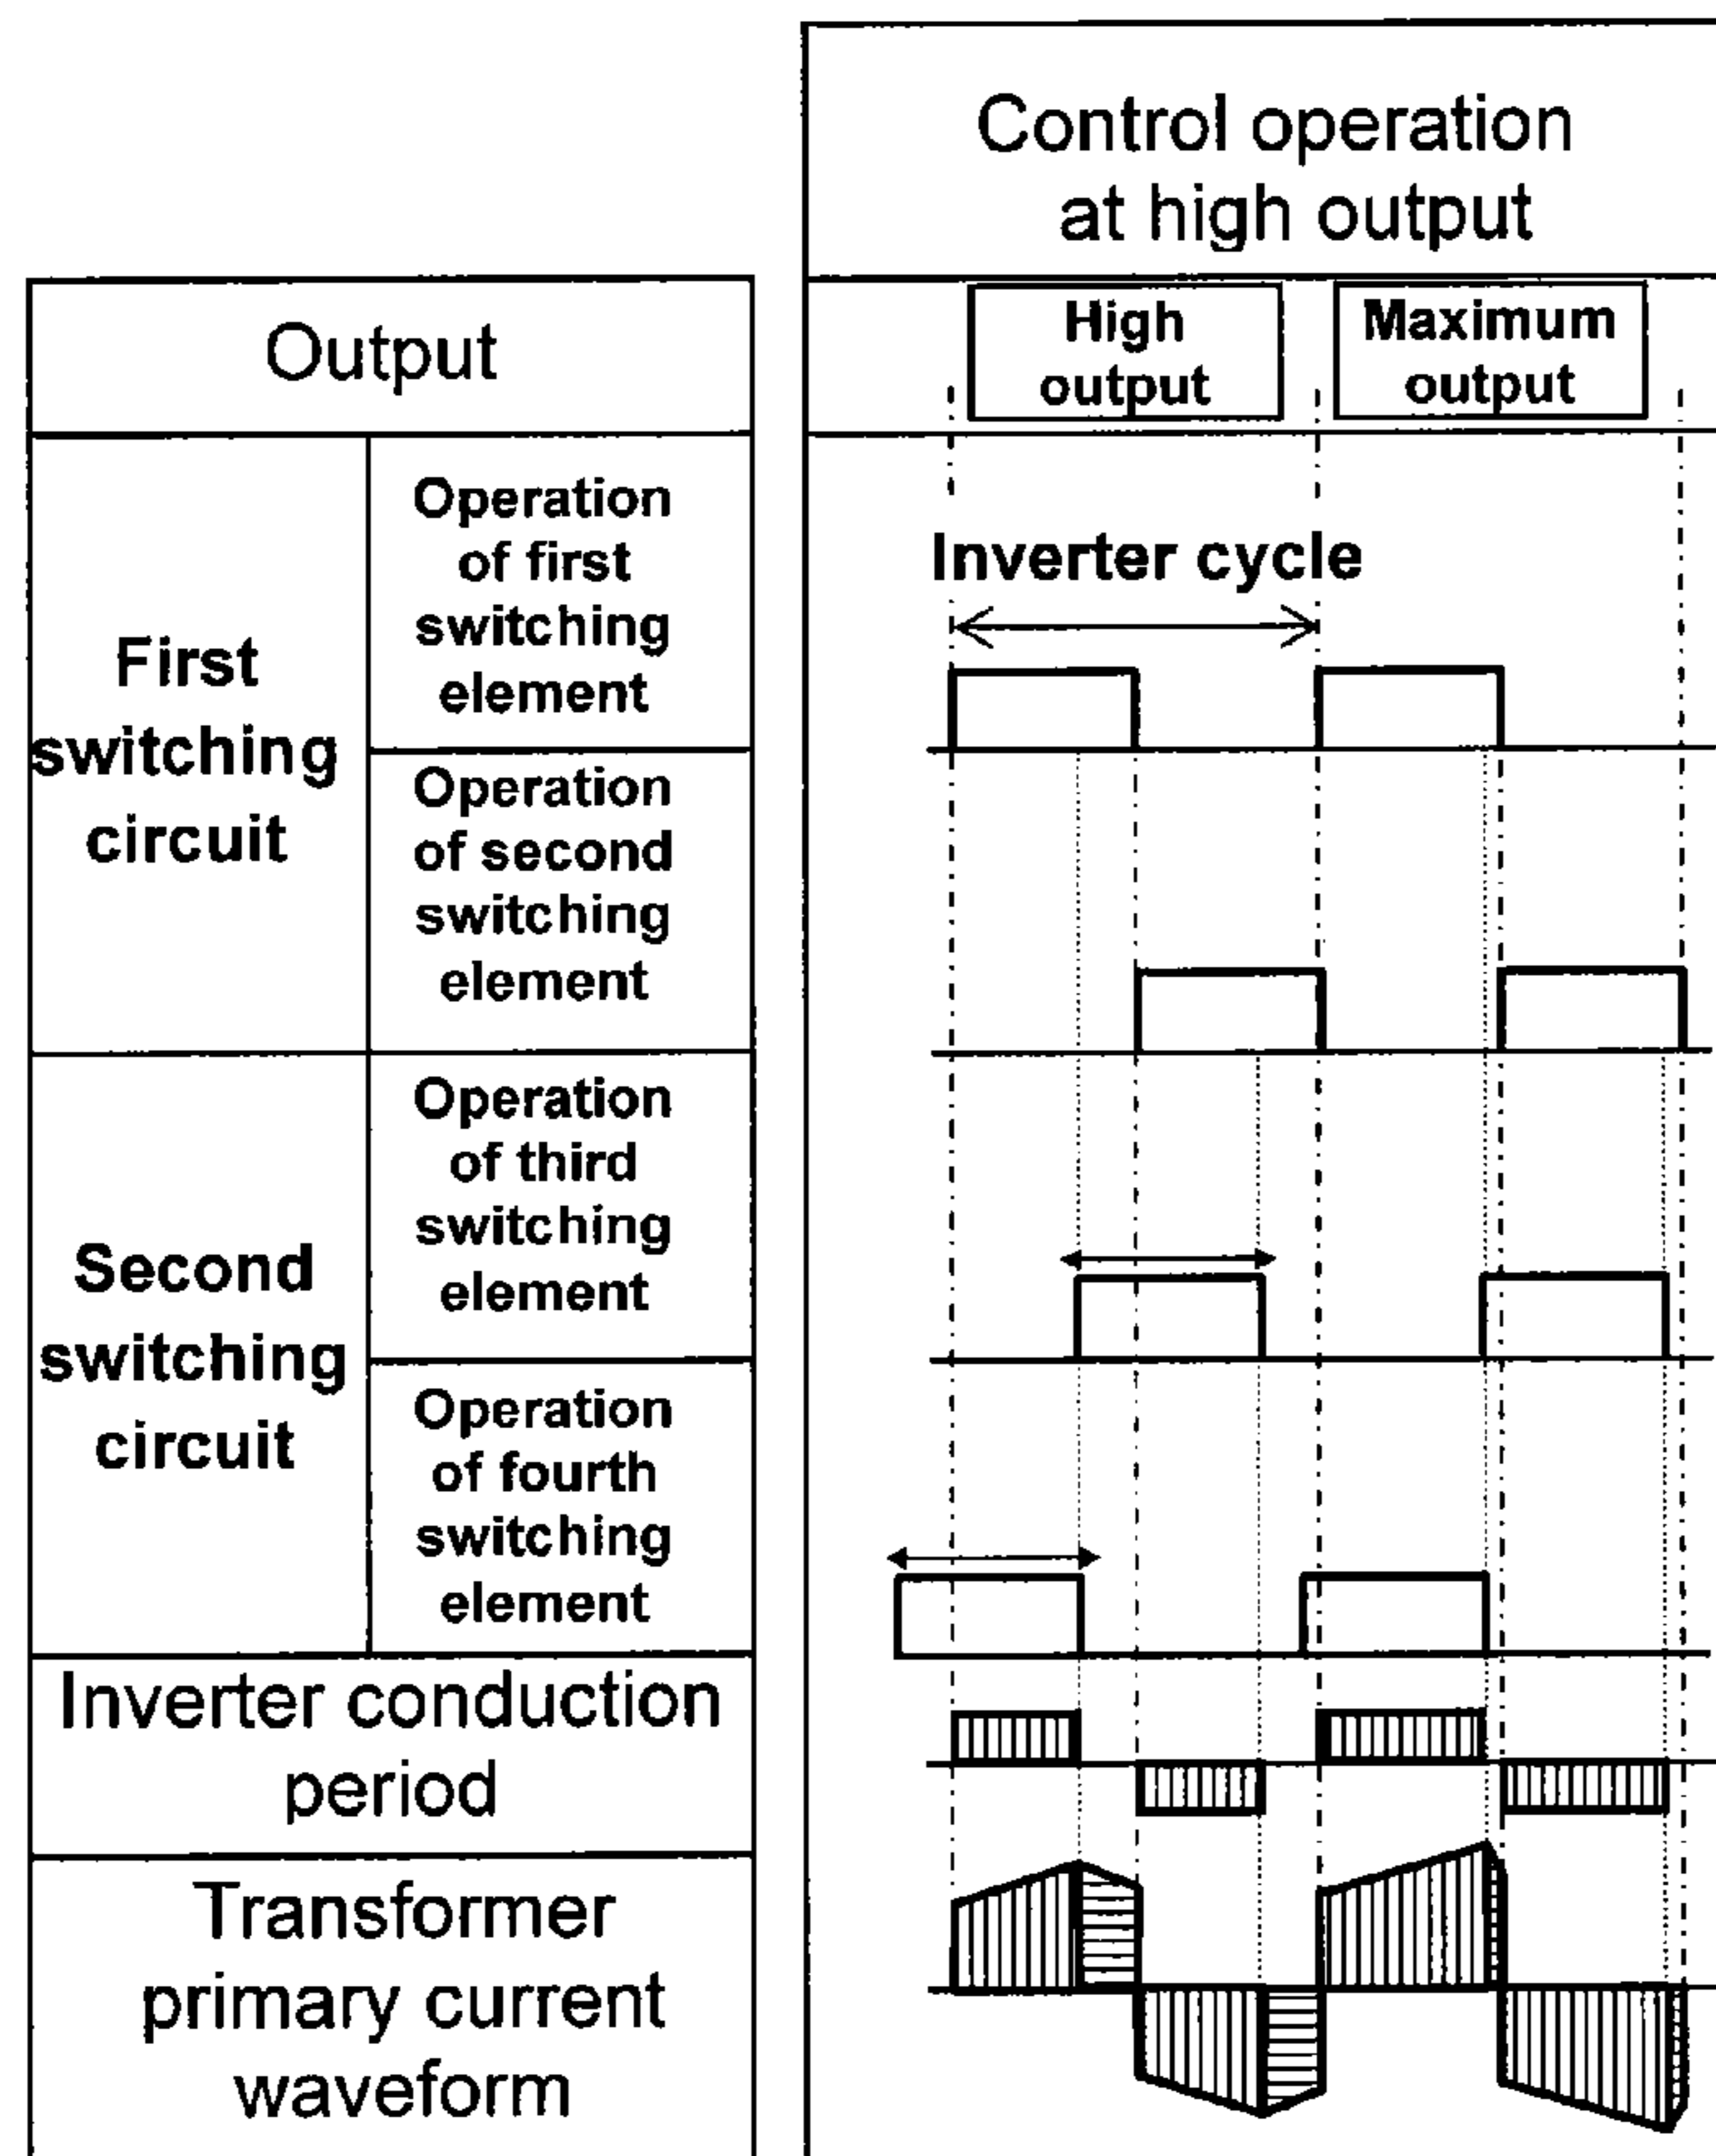 Control operation
at high output
Output
High
output
Maximum
output
First
switching
circuit
Operation
of first
switching
element
Inverter cycle
Operation
of second
switching
element
Second
switching
circuit
Operation
of third
switching
element
Operation
of fourth
switching
element
Inverter conduction
period
Transformer
primary current
waveform